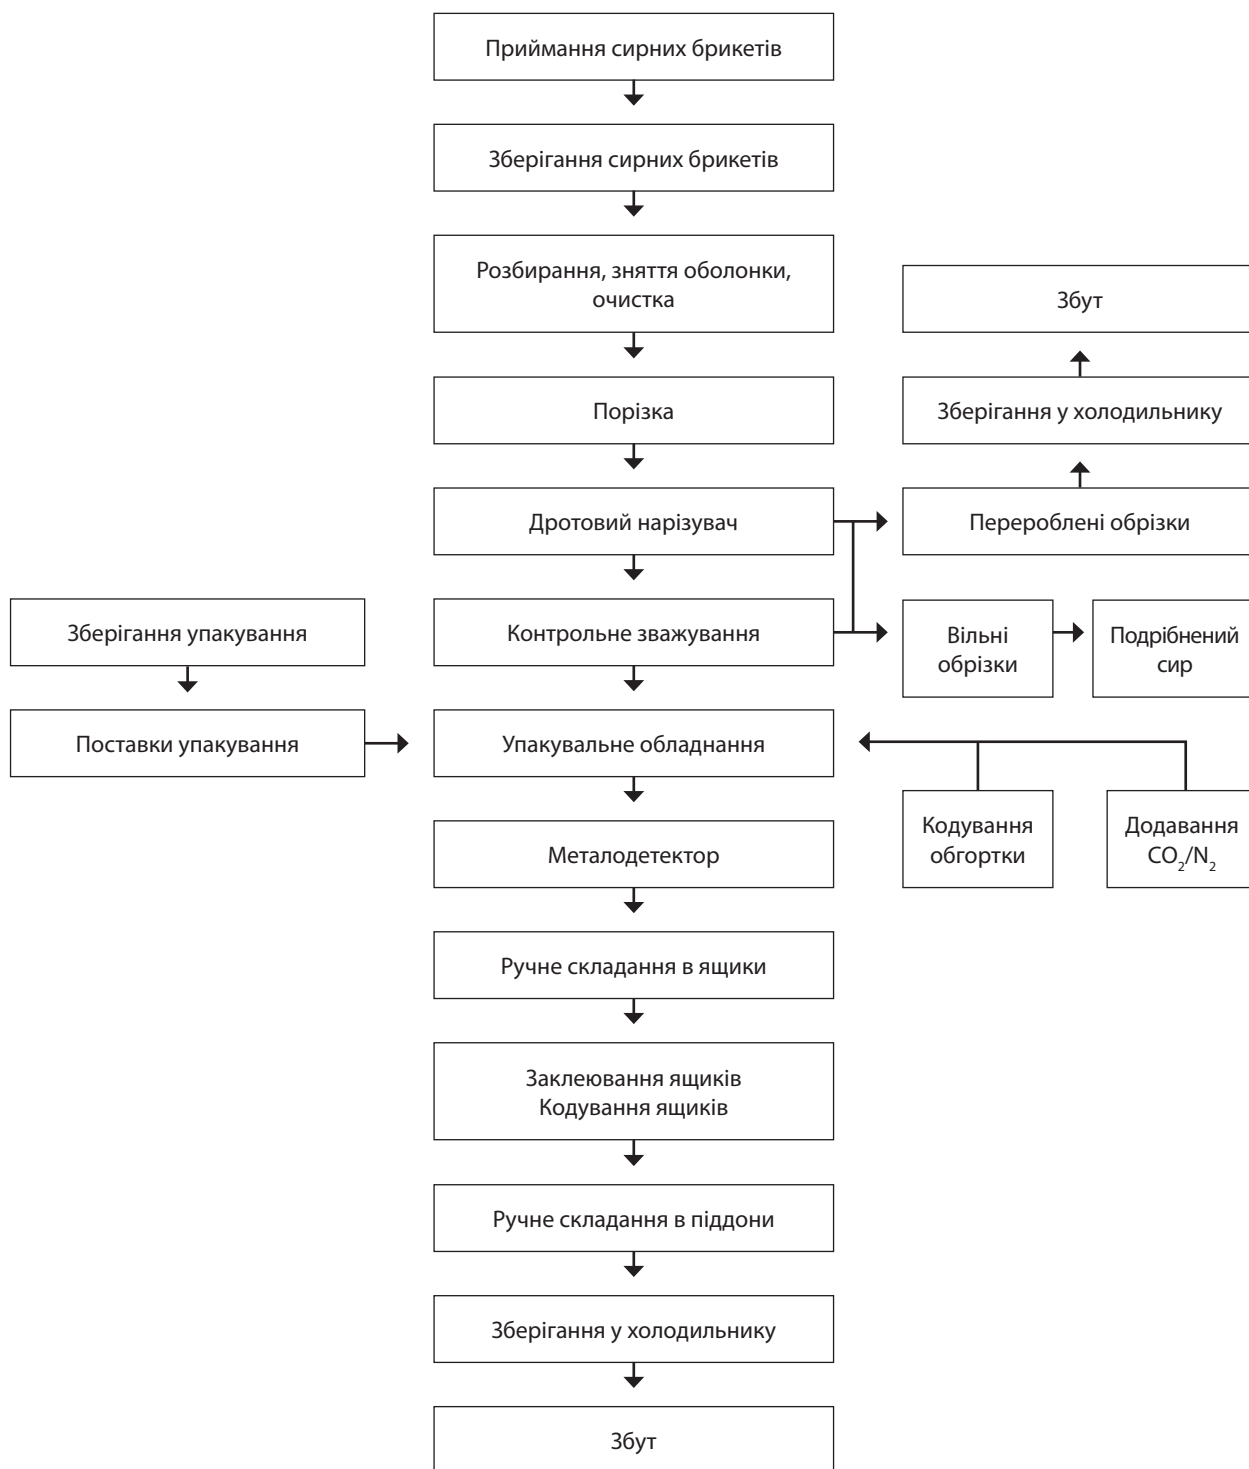 Приймання сирних брикетів
Зберігання сирних брикетів
Розбирання, зняття оболонки,
очистка
Збут
Порізка
Зберігання у холодильнику
Дротовий нарізувач
Перероблені обрізки
Зберігання упакування
Контрольне зважування
Вільні
обрізки
Подрібнений
сир
Поставки упакування
Упакувальне обладнання
Кодування
обгортки
Додавання
CO₂/N₂
Металодетектор
Ручне складання в ящики
Заклеювання ящиків
Кодування ящиків
Ручне складання в піддони
Зберігання у холодильнику
Збут